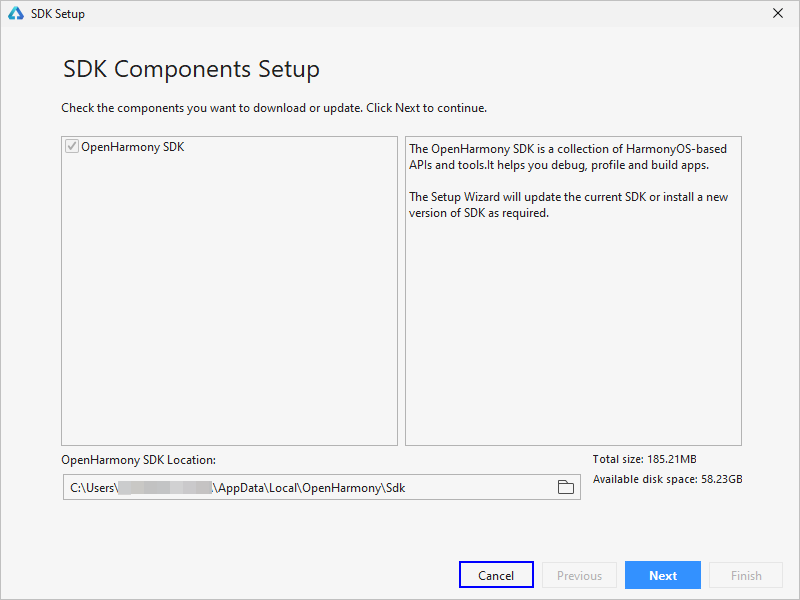 SDK Setup
SDK Components Setup
Check the components you want to download or update. Click Next to continue.
OpenHarmony SDK
The OpenHarmony SDK is a collection of HarmonyOS-based
APIs and tools.It helps you debug, profile and build apps.
The Setup Wizard will update the current SDK or install a new
version of SDK as required.
OpenHarmony SDK Location:
C:\Users\ \AppData\Local\OpenHarmony\Sdk
Total size: 185.21MB
Available disk space: 58.23GB
Cancel
Previous
Next
Finish